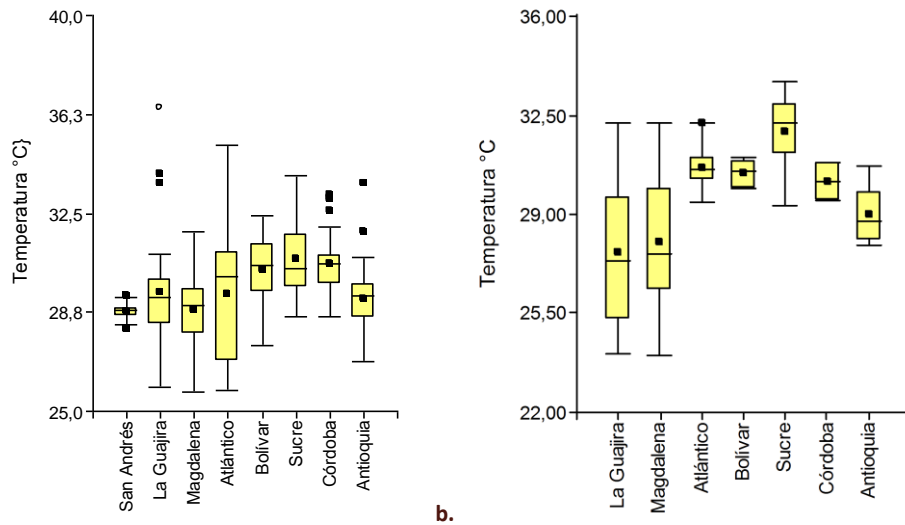 Temperatura °C}
40,0
36,3
32,5
28,8
25,0
San Andrés
La Guajira
Magdalena
Atlántico
Bolívar
Sucre
Córdoba
Antioquia
b.
Temperatura °C
36,00
32,50
29,00
25,50
22,00
La Guajira
Magdalena
Atlántico
Bolívar
Sucre
Córdoba
Antioquia